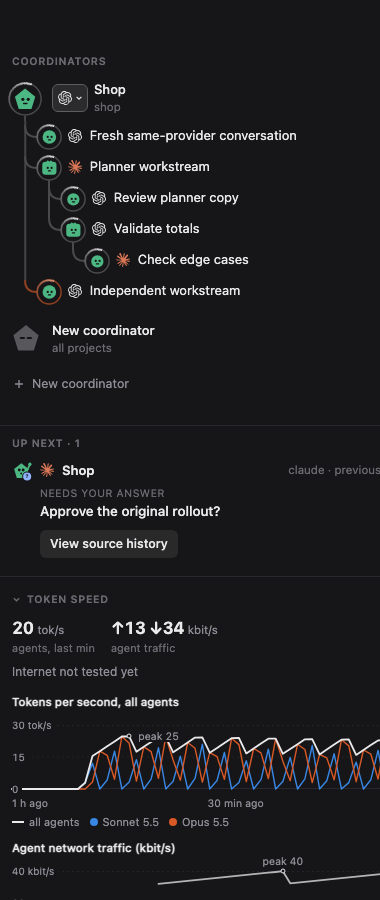 COORDINATORS
Shop
shop
Fresh same-provider conversation
Planner workstream
Review planner copy
Validate totals
Check edge cases
Independent workstream
New coordinator
all projects
+ New coordinator
UP NEXT · 1
Shop claude · previous
NEEDS YOUR ANSWER
Approve the original rollout?
View source history
TOKEN SPEED
20 tok/s ↑13 ↓34 kbit/s
agents, last min agent traffic
Internet not tested yet
Tokens per second, all agents
30 tok/s
peak 25
15
0
1 h ago 30 min ago
all agents Sonnet 5.5 Opus 5.5
Agent network traffic (kbit/s)
peak 40
40 kbit/s